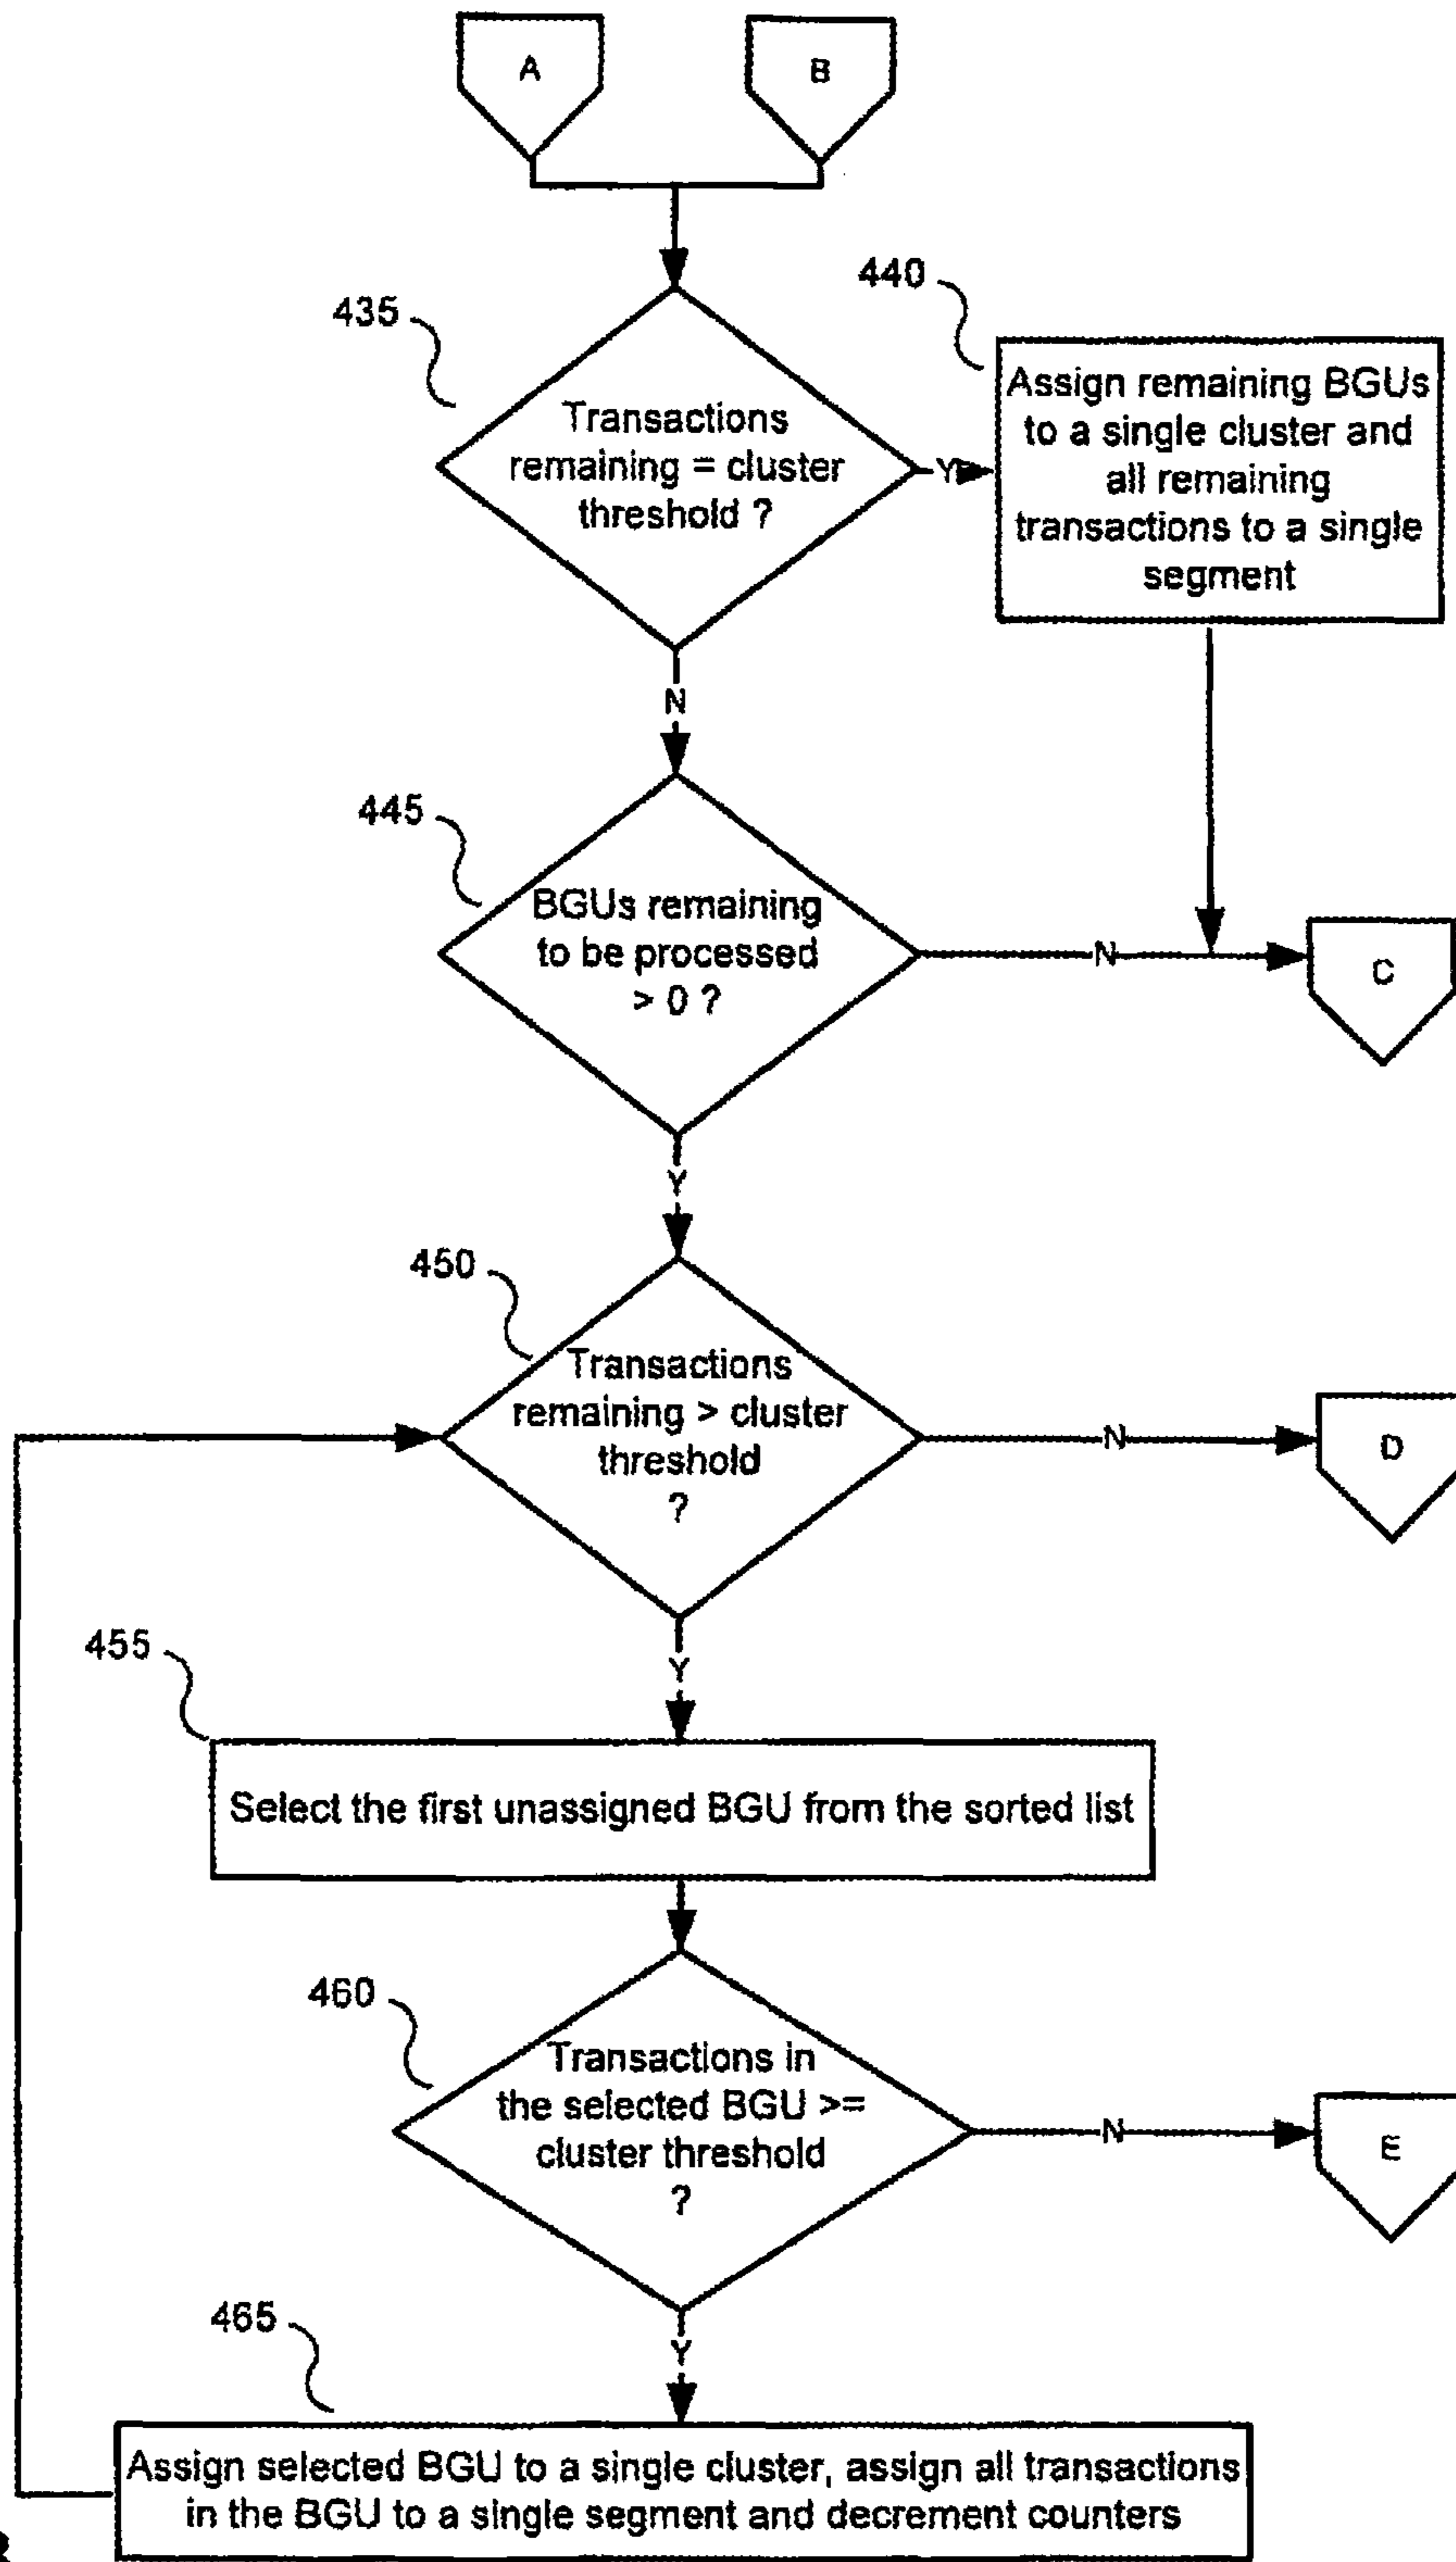 A
B
435
Transactions
remaining = cluster
threshold ?
Y
440
Assign remaining BGUs
to a single cluster and
all remaining
transactions to a single
segment
N
445
BGUs remaining
to be processed
> 0 ?
N
C
Y
450
Transactions
remaining > cluster
threshold
?
N
D
Y
455
Select the first unassigned BGU from the sorted list
460
Transactions in
the selected BGU >=
cluster threshold
?
N
E
Y
465
Assign selected BGU to a single cluster, assign all transactions
in the BGU to a single segment and decrement counters